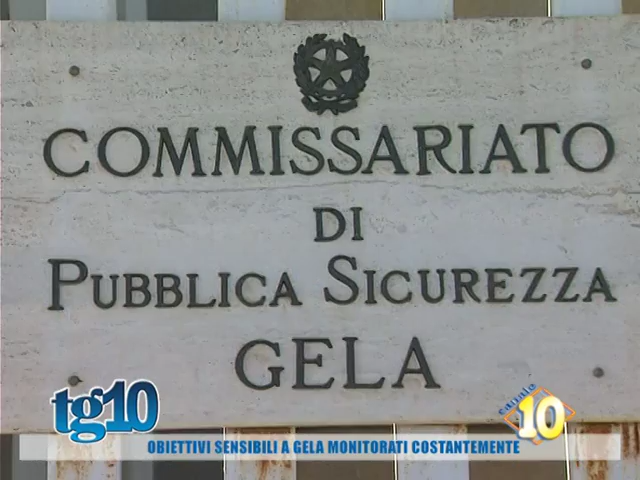 COMMISSARIATO
DI
PUBBLICA SICUREZZA
GELA
tg10
canale
10
OBIETTIVI SENSIBILI A GELA MONITORATI COSTANTEMENTE